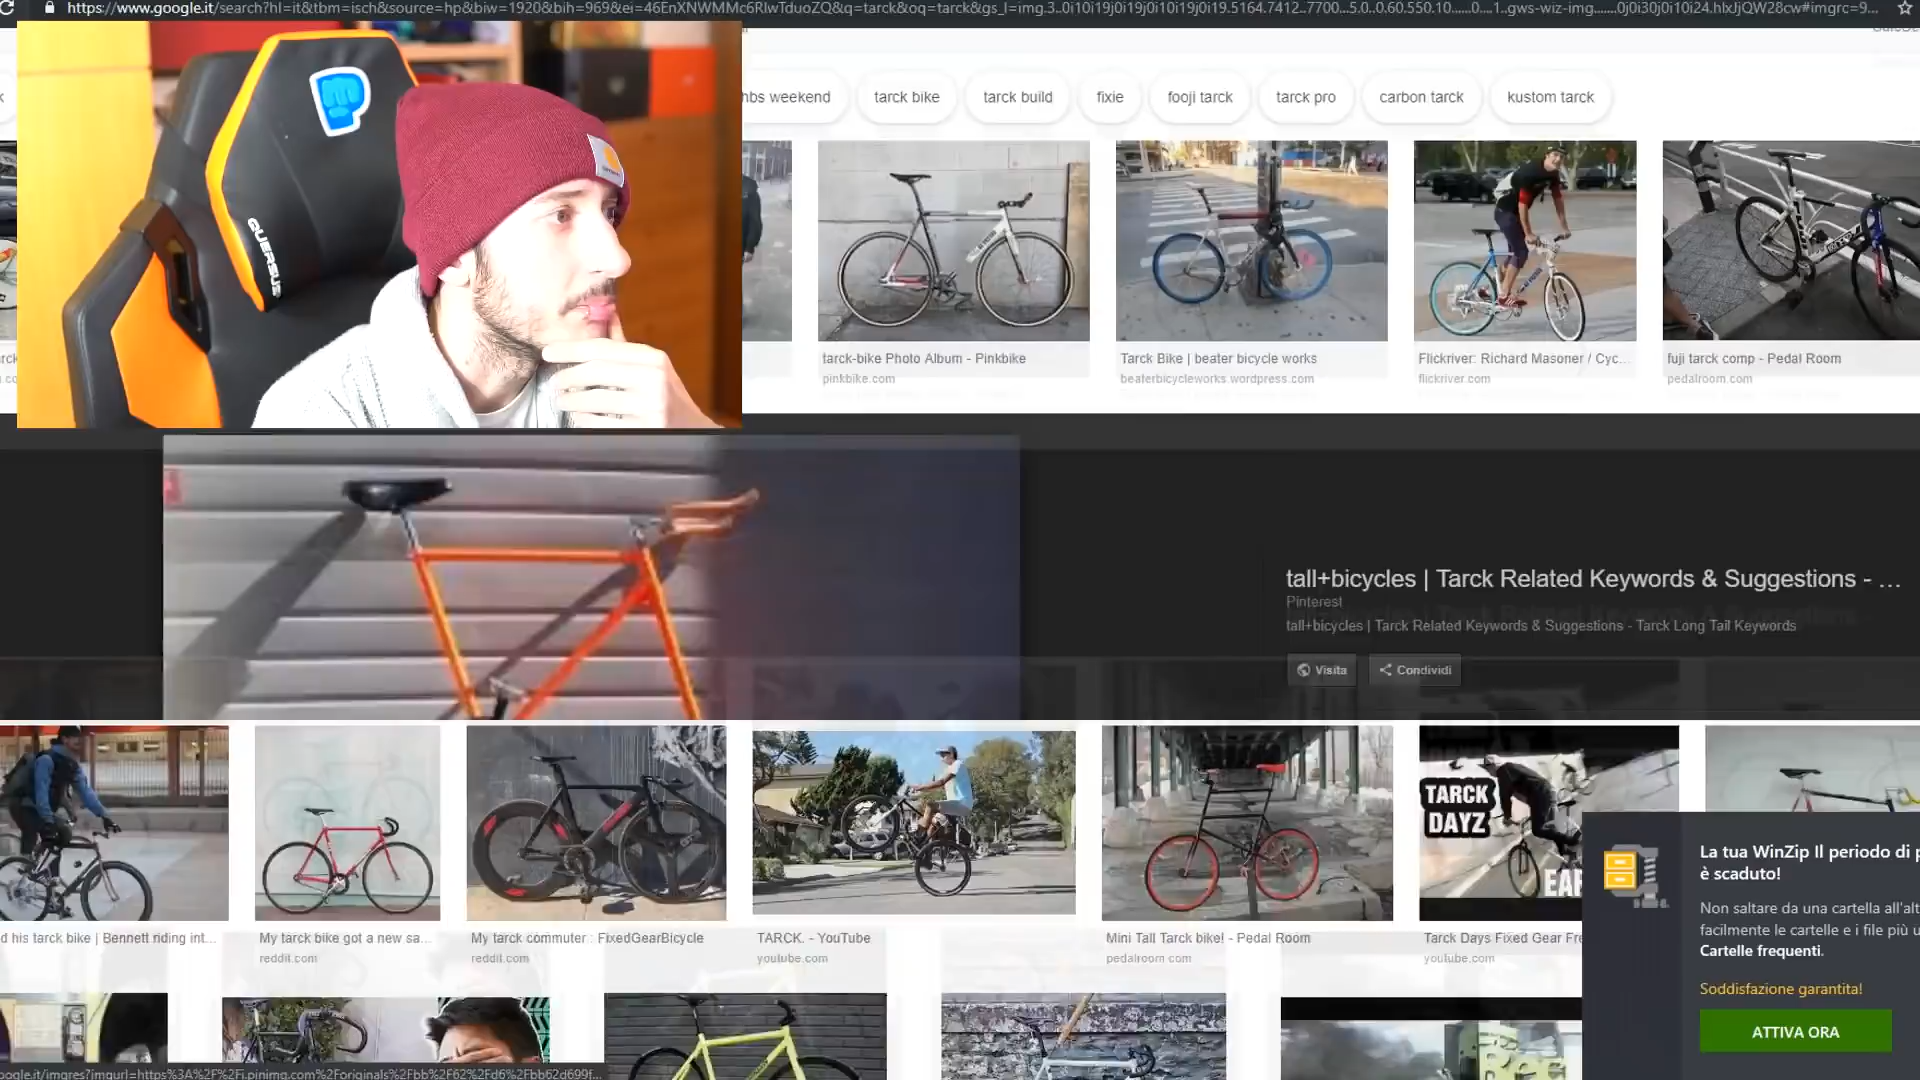 https://www.google.it/search?hl=it&tbm=isch&source=hp&biw=1920&bih=969&ei=46EnXNWMMc6RlwTduoZQ&q=tarck&oq=tarck&gs_l=img.3..0i10i19j0i19j0i10i19j0i19.5164.7412..7700...5.0..0.60.550.10......0....1..gws-wiz-img.......0j0i30j0i10i24.hlxJjQW28cw#imgrc=9...
hbs weekend
tarck bike
tarck build
fixie
fooji tarck
tarck pro
carbon tarck
kustom tarck
QUERSUS
tarck-bike Photo Album - Pinkbike
pinkbike.com
Tarck Bike | beater bicycle works
beaterbicycleworks.wordpress.com
Flickriver: Richard Masoner / Cyc...
flickriver.com
fuji tarck comp - Pedal Room
pedalroom.com
tall+bicycles | Tarck Related Keywords & Suggestions - ...
Pinterest
tall+bicycles | Tarck Related Keywords & Suggestions - Tarck Long Tail Keywords
Visita
Condividi
TARCK
DAYZ
EAR
d his tarck bike | Bennett riding int...
My tarck bike got a new sa...
reddit.com
My tarck commuter : FixedGearBicycle
reddit.com
TARCK. - YouTube
youtube.com
Mini Tall Tarck bike! - Pedal Room
pedalroom.com
Tarck Days Fixed Gear Fre
youtube.com
La tua WinZip Il periodo di p
è scaduto!
Non saltare da una cartella all'alt
facilmente le cartelle e i file più u
Cartelle frequenti.
Soddisfazione garantita!
ATTIVA ORA
oogle.it/imgres?imgurl=https%3A%2F%2Fi.pinimg.com%2Foriginals%2Fbb%2F62%2Fd6%2Fbb62d699f...